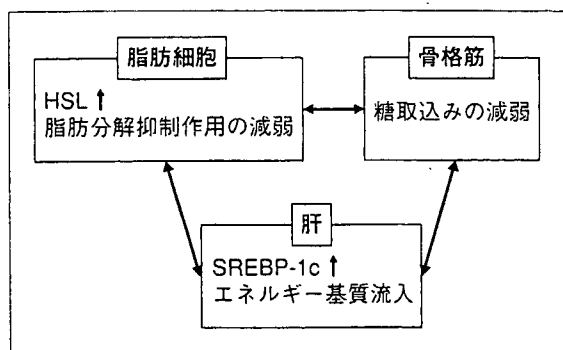 脂肪細胞
HSL↑
脂肪分解抑制作用の減弱
骨格筋
糖取込みの減弱
肝
SREBP-1c↑
エネルギー基質流入